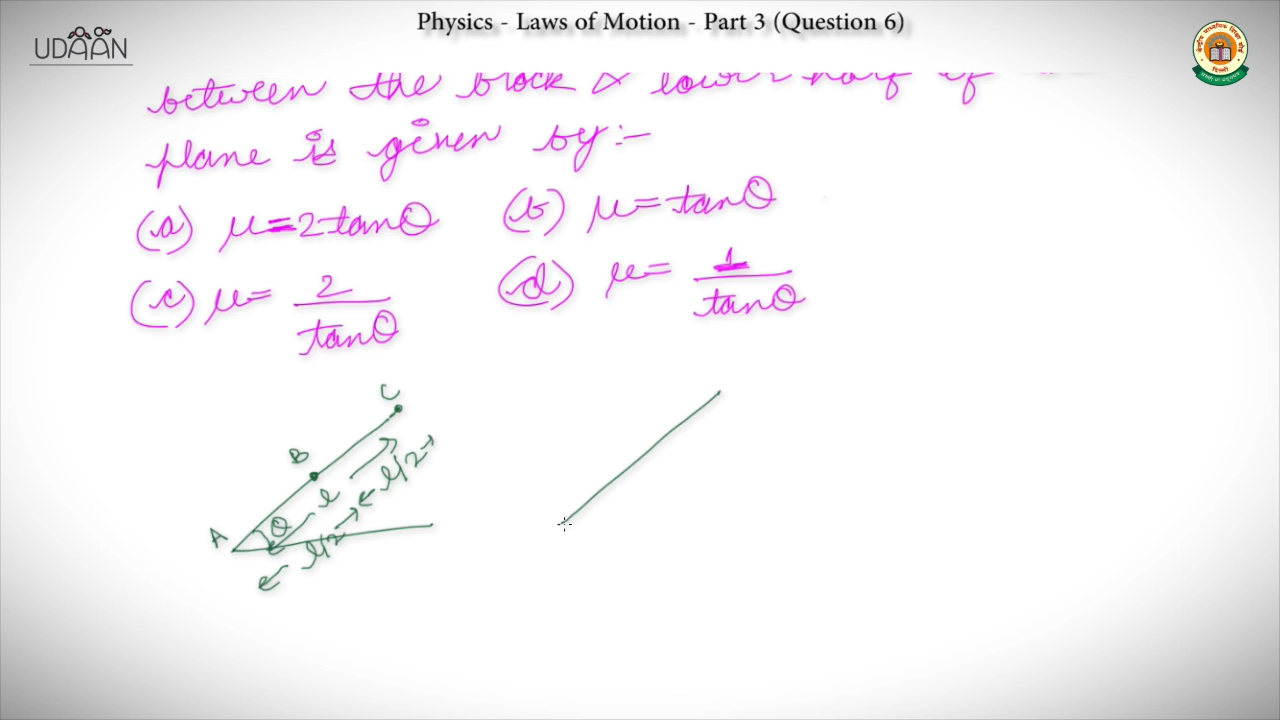 Physics - Laws of Motion - Part 3 (Question 6)
UDAAN
between the block & lower half of
plane is given by:-
(a) μ=2tanθ (b) μ=tanθ
(c) μ= 2/tanθ (d) μ= 1/tanθ
C
B
A θ l l/2
l/2